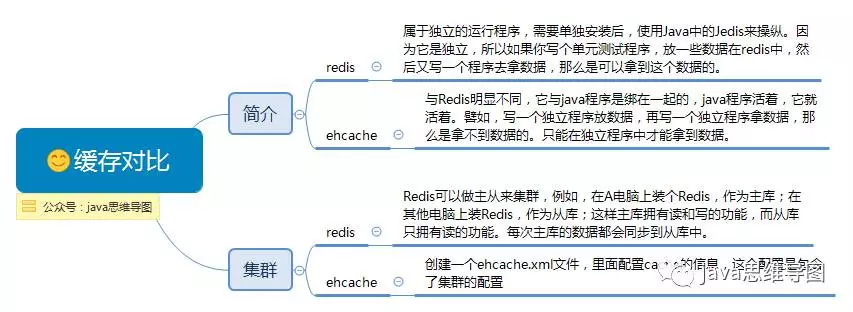 属于独立的运行程序，需要单独安装后，使用Java中的Jedis来操纵。因
为它是独立，所以如果你写个单元测试程序，放一些数据在redis中，然
后又写一个程序去拿数据，那么是可以拿到这个数据的。
redis
简介
与Redis明显不同，它与java程序是绑在一起的，java程序活着，它就
活着。譬如，写一个独立程序放数据，再写一个独立程序拿数据，那
么是拿不到数据的。只能在独立程序中才能拿到数据。
ehcache
缓存对比
公众号：java思维导图
Redis可以做主从来集群，例如，在A电脑上装个Redis，作为主库；在
其他电脑上装Redis，作为从库；这样主库拥有读和写的功能，而从库
只拥有读的功能。每次主库的数据都会同步到从库中。
redis
集群
创建一个ehcache.xml文件，里面配置cache的信息，这个配置是包含
了集群的配置
ehcache
java思维导图